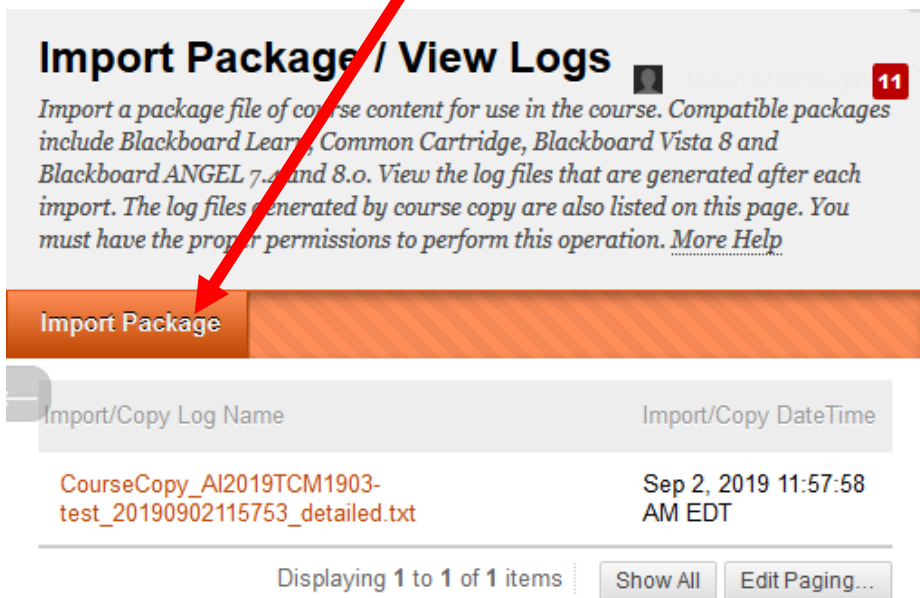 Import Package / View Logs
11
Import a package file of course content for use in the course. Compatible packages
include Blackboard Learn, Common Cartridge, Blackboard Vista 8 and
Blackboard ANGEL 7.4 and 8.0. View the log files that are generated after each
import. The log files generated by course copy are also listed on this page. You
must have the proper permissions to perform this operation. More Help
Import Package
Import/Copy Log Name Import/Copy DateTime
CourseCopy_AI2019TCM1903- Sep 2, 2019 11:57:58
test_20190902115753_detailed.txt AM EDT
Displaying 1 to 1 of 1 items Show All Edit Paging...